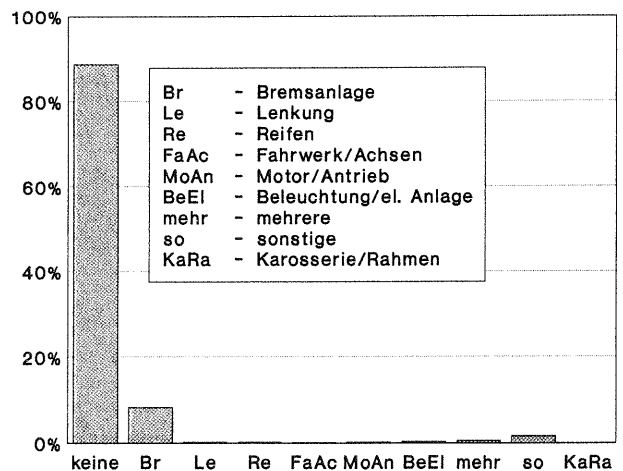 100%
80%
60%
40%
20%
0%
Br - Bremsanlage
Le - Lenkung
Re - Reifen
FaAc - Fahrwerk/Achsen
MoAn - Motor/Antrieb
BeEl - Beleuchtung/el. Anlage
mehr - mehrere
so - sonstige
KaRa - Karosserie/Rahmen
keine Br Le Re FaAc MoAn BeEl mehr so KaRa